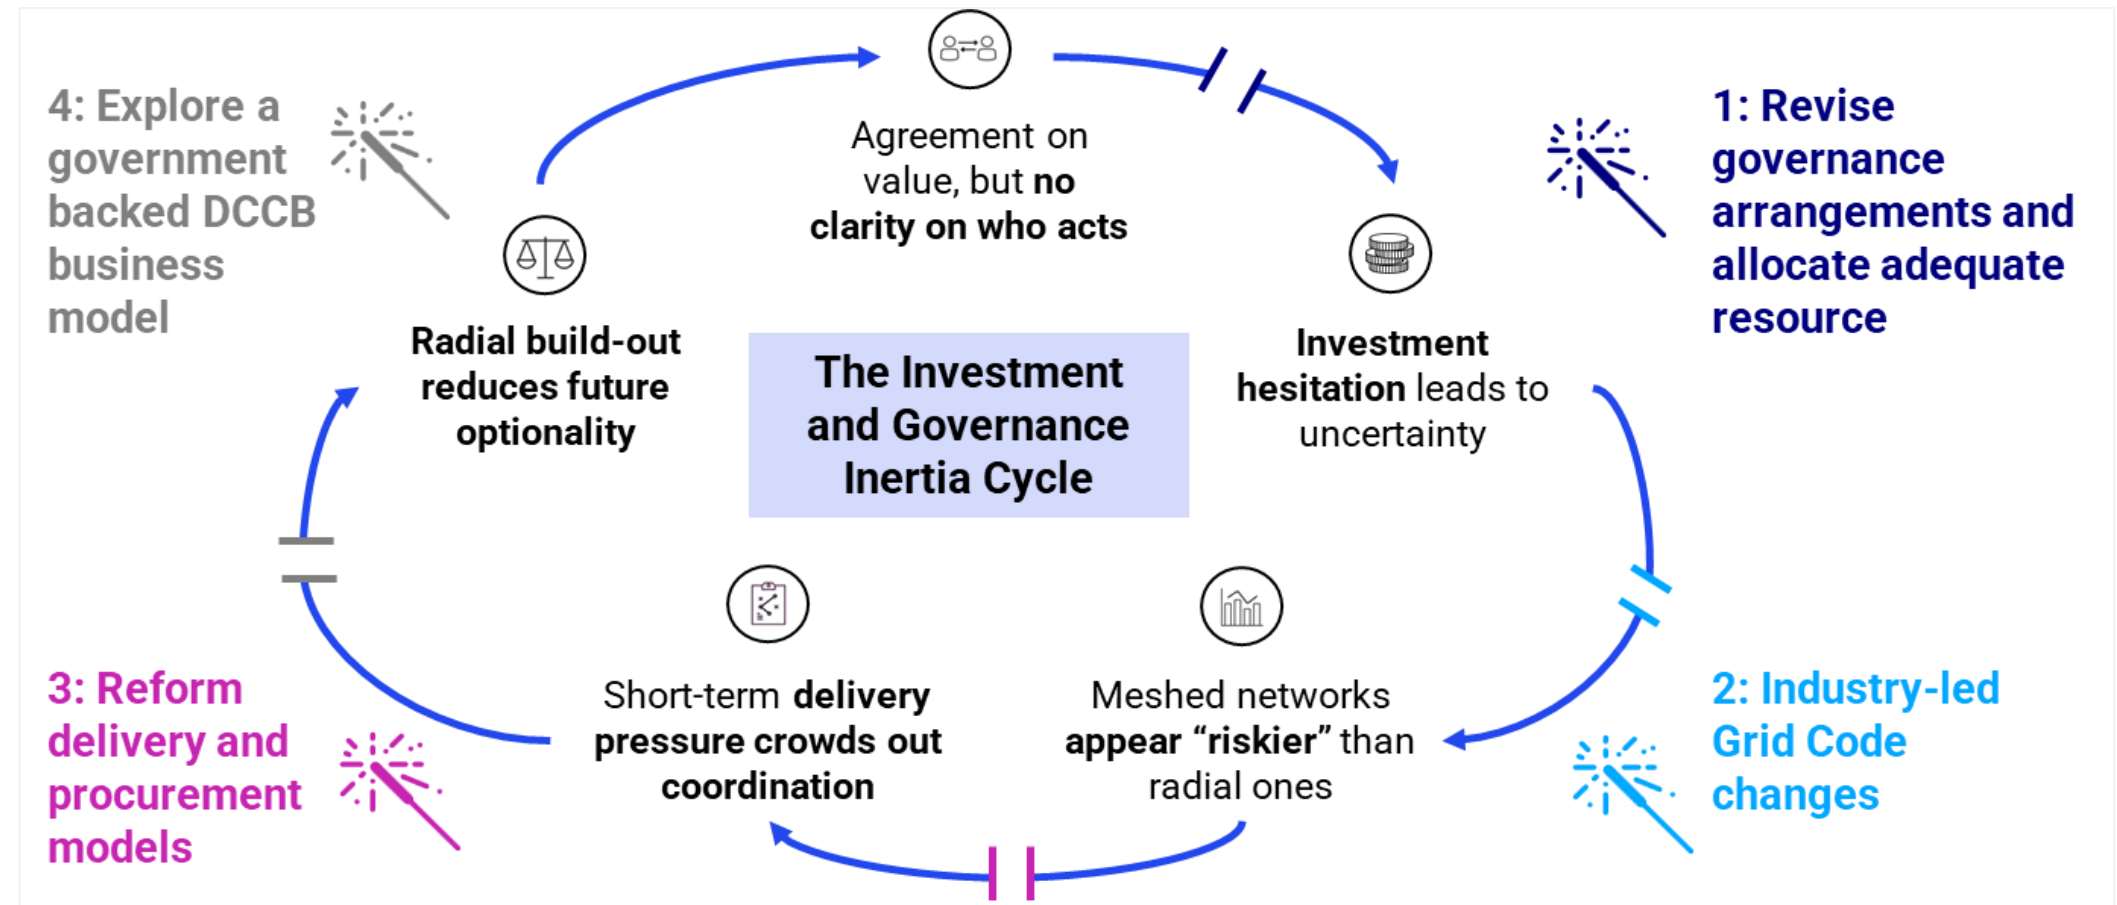 4: Explore a
government
backed DCCB
business
model
Agreement on
value, but no
clarity on who acts
1: Revise
governance
arrangements and
allocate adequate
resource
Radial build-out
reduces future
optionality
The Investment
and Governance
Inertia Cycle
Investment
hesitation leads to
uncertainty
3: Reform
delivery and
procurement
models
Short-term delivery
pressure crowds out
coordination
Meshed networks
appear “riskier” than
radial ones
2: Industry-led
Grid Code
changes